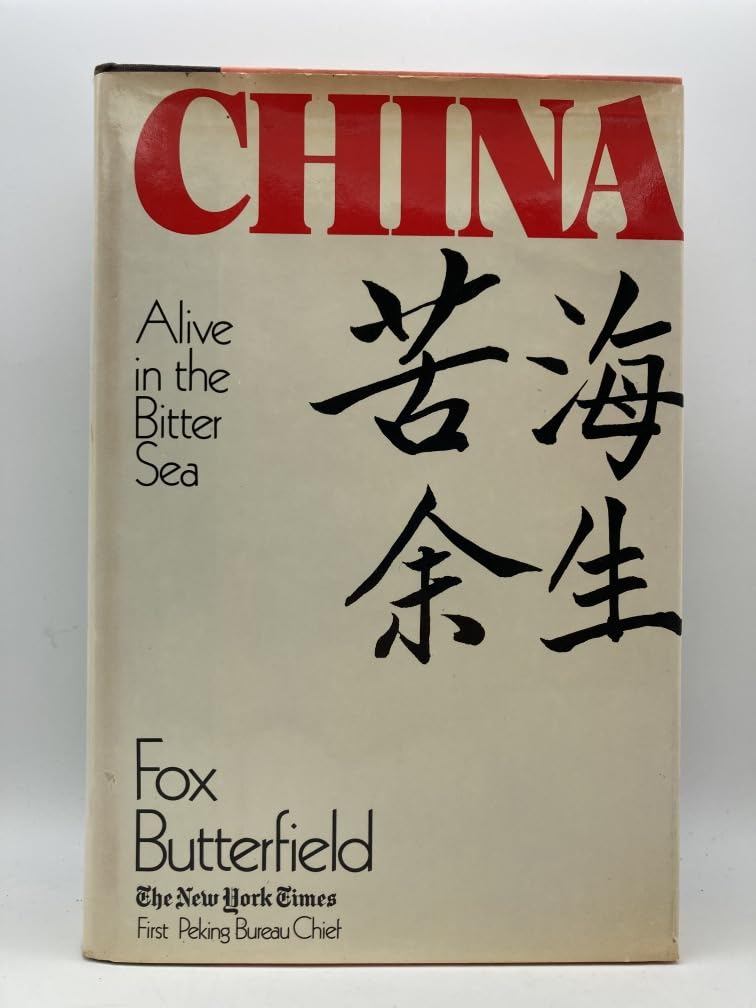 CHINA
苦海
余生
Alive
in the
Bitter
Sea
Fox
Butterfield
The New York Times
First Peking Bureau Chief